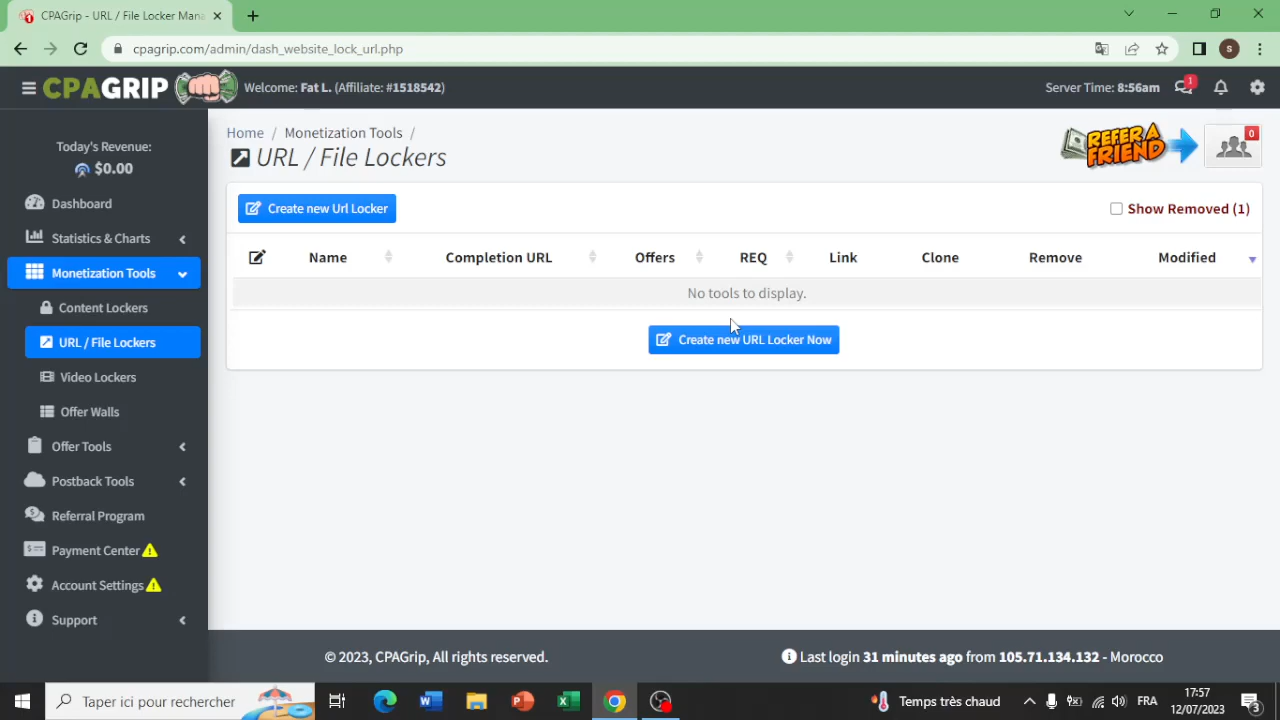 CPAGrip - URL / File Locker Mana
cpagrip.com/admin/dash_website_lock_url.php
S
CPAGRIP
Welcome: Fat L. (Affiliate: #1518542)
Server Time: 8:56am
1
Today's Revenue:
$0.00
Dashboard
Statistics & Charts
Monetization Tools
Content Lockers
URL / File Lockers
Video Lockers
Offer Walls
Offer Tools
Postback Tools
Referral Program
Payment Center
Account Settings
Support
Home / Monetization Tools /
URL / File Lockers
REFER A
FRIEND
0
Create new Url Locker
Show Removed (1)
Name Completion URL Offers REQ Link Clone Remove Modified
No tools to display.
Create new URL Locker Now
© 2023, CPAGrip, All rights reserved.
Last login 31 minutes ago from 105.71.134.132 - Morocco
Taper ici pour rechercher
Temps très chaud
FRA
17:57
12/07/2023
3